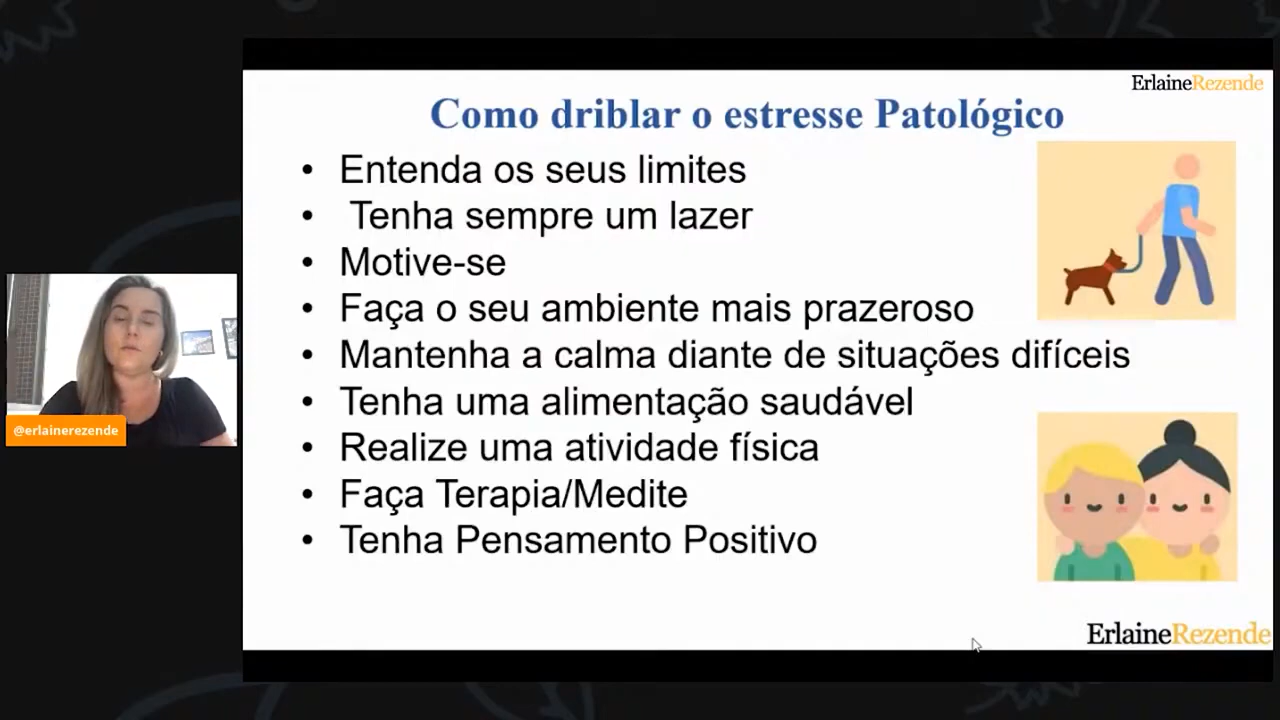 ErlaineRezende
Como driblar o estresse Patológico
• Entenda os seus limites
• Tenha sempre um lazer
• Motive-se
• Faça o seu ambiente mais prazeroso
• Mantenha a calma diante de situações difíceis
• Tenha uma alimentação saudável
• Realize uma atividade física
• Faça Terapia/Medite
• Tenha Pensamento Positivo
@erlainerezende
ErlaineRezende